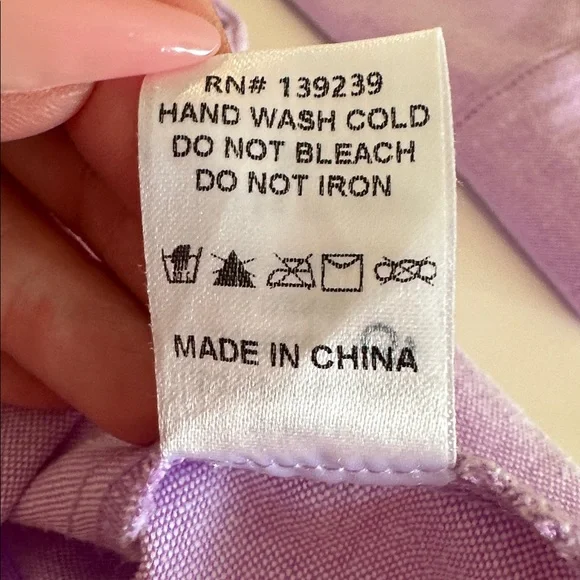 RN# 139239
HAND WASH COLD
DO NOT BLEACH
DO NOT IRON
MADE IN CHINA